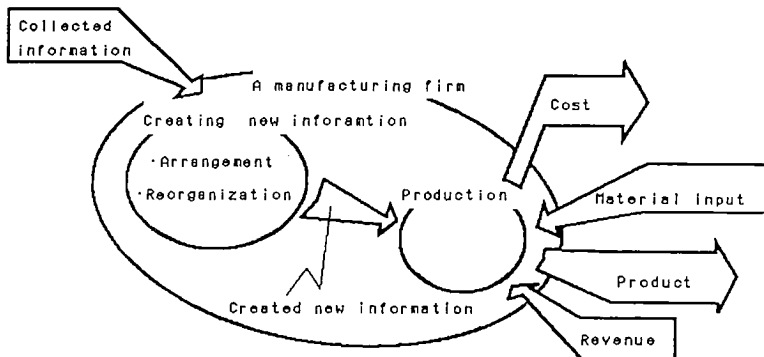 Collected
information
A manufacturing firm
Creating new inforamtion
·Arrangement
·Reorganization
Production
Cost
Material input
Product
Created new information
Revenue